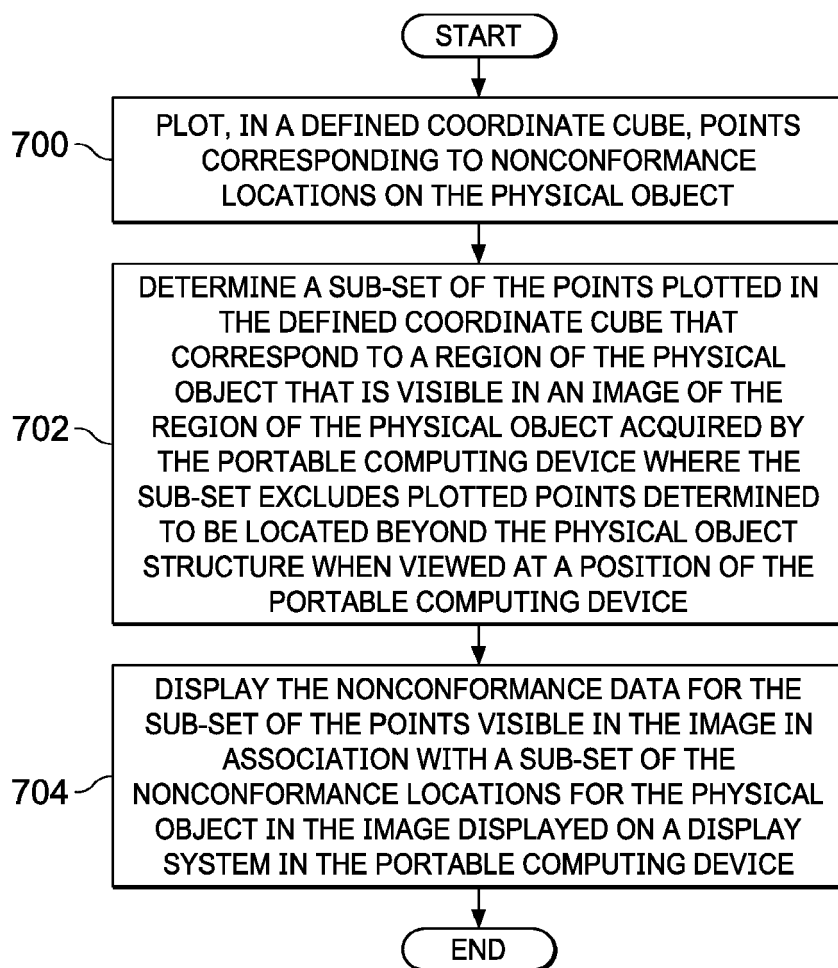 START
700
PLOT, IN A DEFINED COORDINATE CUBE, POINTS
CORRESPONDING TO NONCONFORMANCE
LOCATIONS ON THE PHYSICAL OBJECT
702
DETERMINE A SUB-SET OF THE POINTS PLOTTED IN
THE DEFINED COORDINATE CUBE THAT
CORRESPOND TO A REGION OF THE PHYSICAL
OBJECT THAT IS VISIBLE IN AN IMAGE OF THE
REGION OF THE PHYSICAL OBJECT ACQUIRED BY
THE PORTABLE COMPUTING DEVICE WHERE THE
SUB-SET EXCLUDES PLOTTED POINTS DETERMINED
TO BE LOCATED BEYOND THE PHYSICAL OBJECT
STRUCTURE WHEN VIEWED AT A POSITION OF THE
PORTABLE COMPUTING DEVICE
704
DISPLAY THE NONCONFORMANCE DATA FOR THE
SUB-SET OF THE POINTS VISIBLE IN THE IMAGE IN
ASSOCIATION WITH A SUB-SET OF THE
NONCONFORMANCE LOCATIONS FOR THE PHYSICAL
OBJECT IN THE IMAGE DISPLAYED ON A DISPLAY
SYSTEM IN THE PORTABLE COMPUTING DEVICE
END